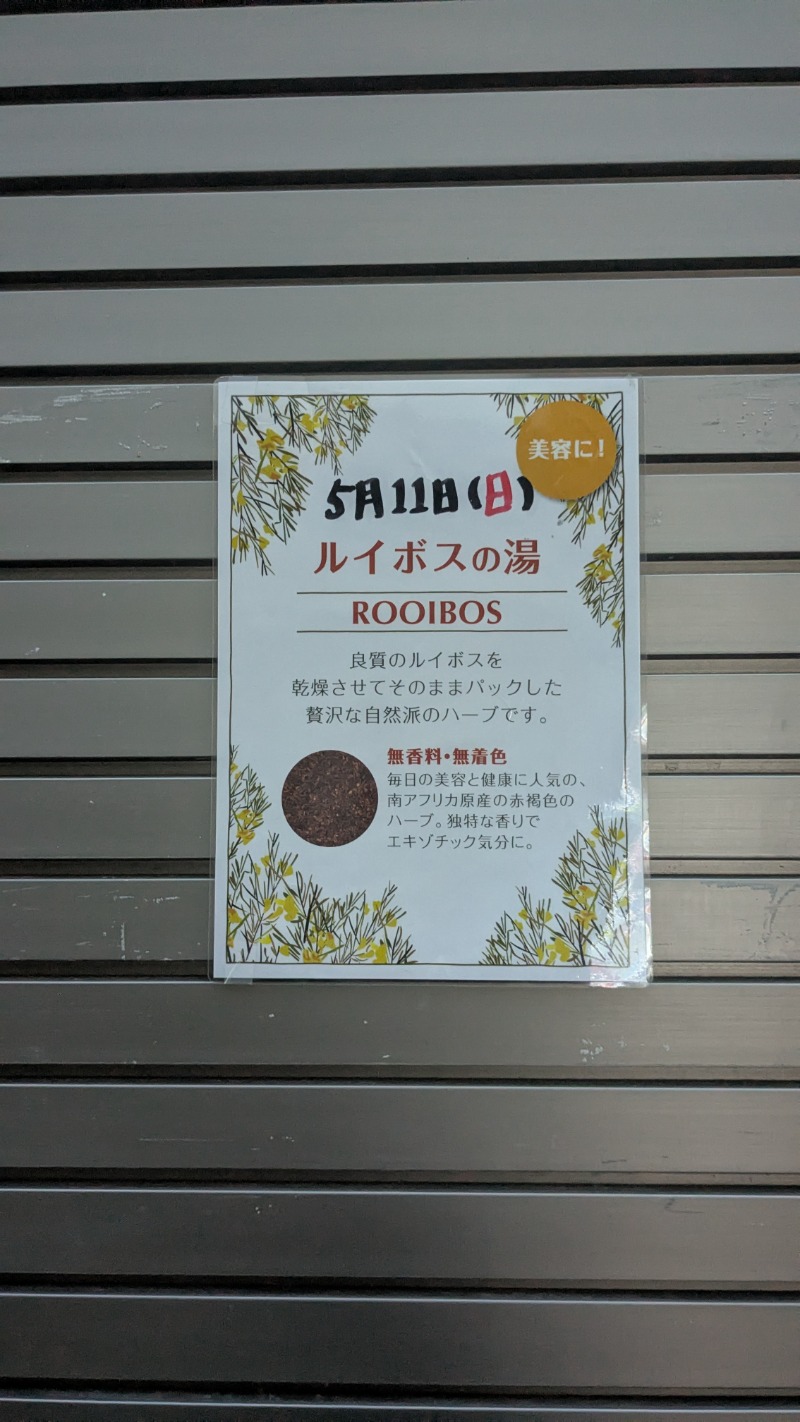 美容に!
5月11日(日)
ルイボスの湯
ROOIBOS
良質のルイボスを
乾燥させてそのままパックした
贅沢な自然派のハーブです。
無香料・無着色
毎日の美容と健康に人気の、
南アフリカ原産の赤褐色の
ハーブ。独特な香りで
エキゾチック気分に。